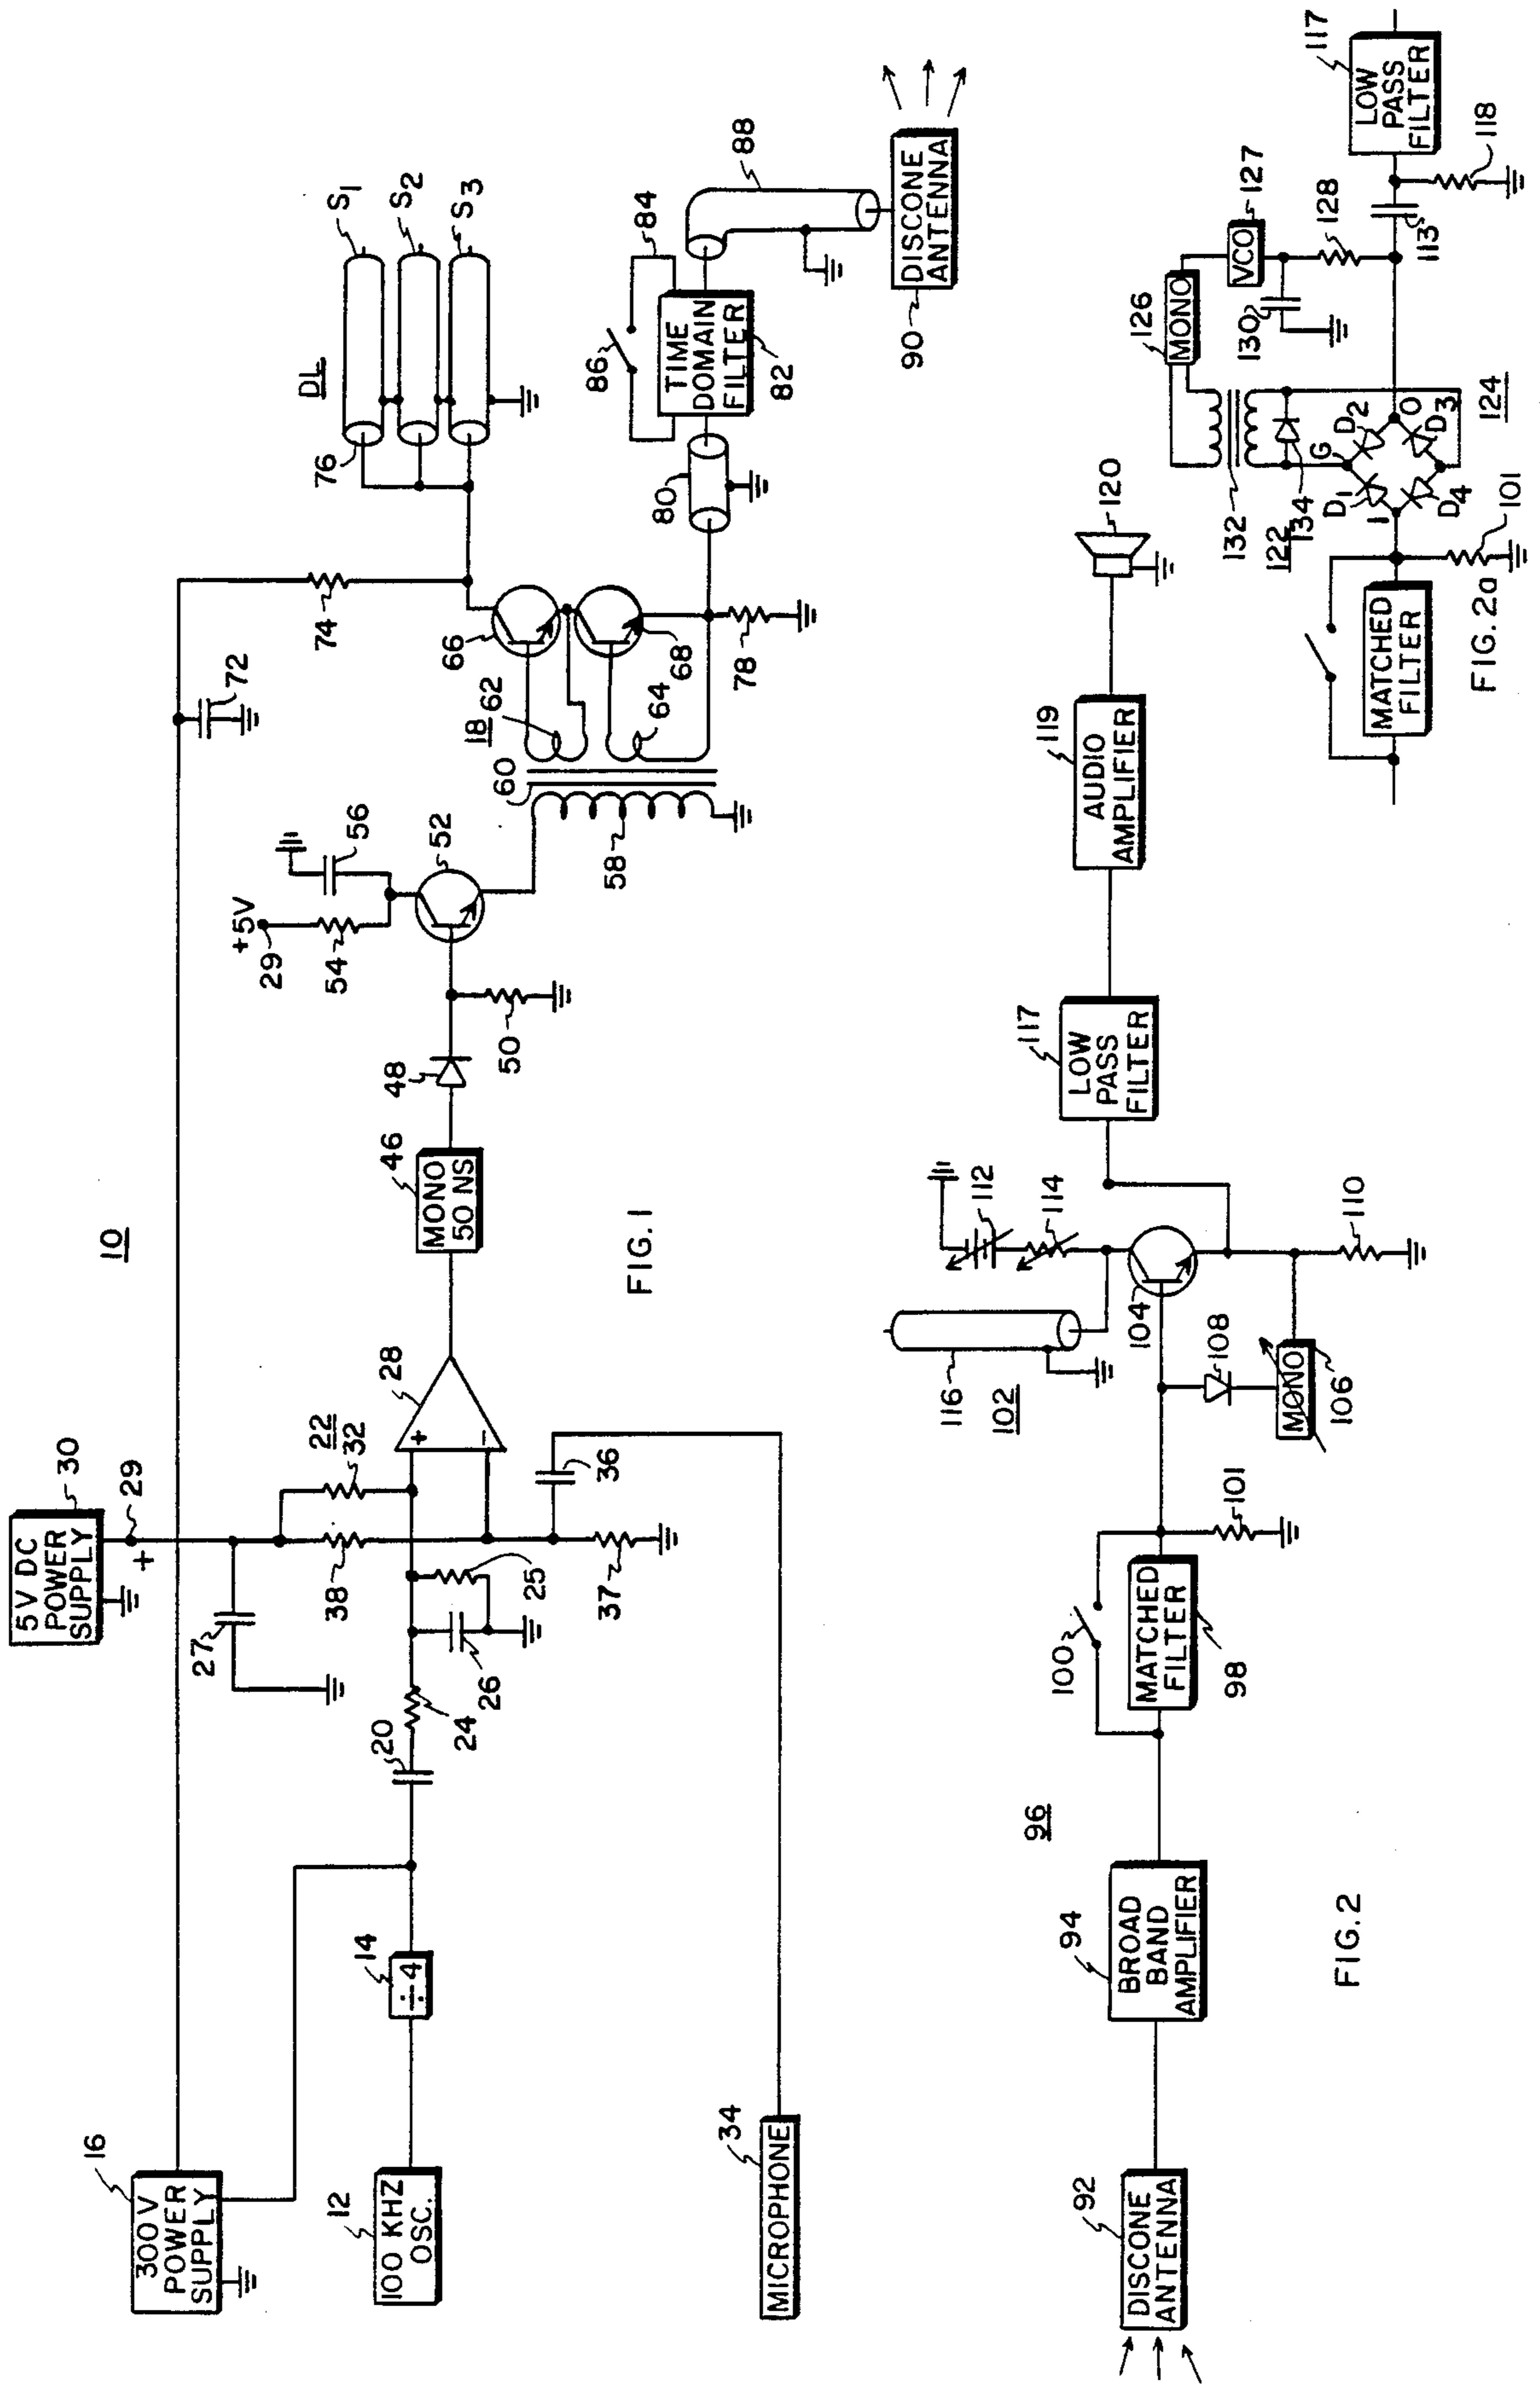 10
16
300 V
POWER
SUPPLY
12
100 KHZ
OSC.
14
÷4
20
24
26
25
27
5V DC
POWER
SUPPLY
30
29
+
38
32
22
37
36
28
+
−
34
MICROPHONE
46
MONO
50 NS
48
50
+5V
29
54
56
52
58
60
18
62
64
66
68
72
74
78
76
DL
S1
S2
S3
80
86
84
TIME
DOMAIN
FILTER
82
88
90
DISCONE
ANTENNA
FIG. 1
92
DISCONE
ANTENNA
94
BROAD
BAND
AMPLIFIER
96
100
MATCHED
FILTER
98
101
116
102
104
108
MONO
106
112
114
110
117
LOW
PASS
FILTER
119
AUDIO
AMPLIFIER
120
FIG. 2
MATCHED
FILTER
101
122
132
134
126
MONO
VCO
127
130
128
G
D1
D2
D3
D4
I
O
124
113
118
117
LOW
PASS
FILTER
FIG. 2a